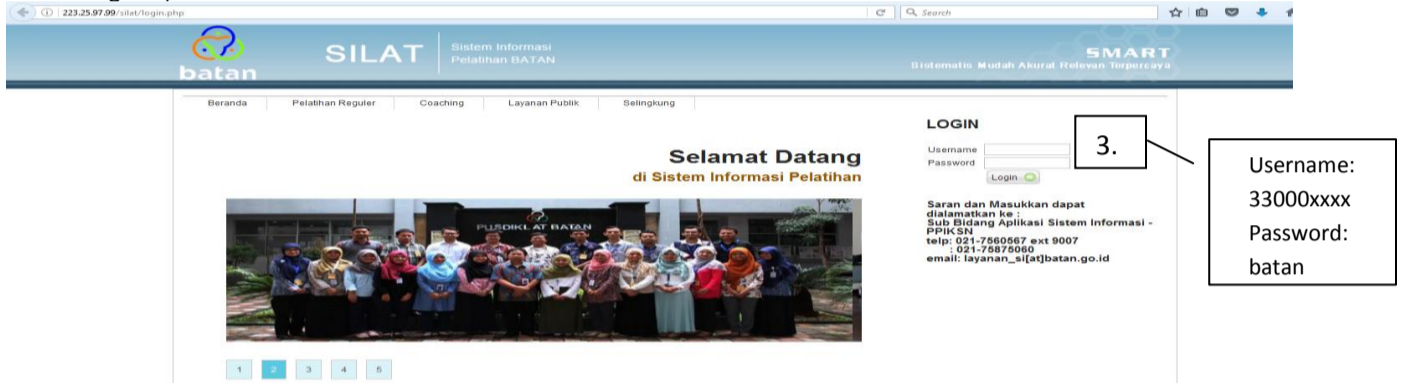 223.25.97.99/silat/login.php
Search
batan
SILAT
Sistem Informasi
Pelatihan BATAN
SMART
Sistematis Mudah Akurat Relevan Terpercaya
Beranda
Pelatihan Reguler
Coaching
Layanan Publik
Selingkung
Selamat Datang
di Sistem Informasi Pelatihan
PUSDIKLAT BATAN
1 2 3 4 5
LOGIN
Username
Password
Login
Saran dan Masukkan dapat
dialamatkan ke :
Sub Bidang Aplikasi Sistem Informasi -
PPIKSN
telp: 021-7560567 ext 9007
: 021-75875060
email: layanan_si[at]batan.go.id
3.
Username:
33000xxxx
Password:
batan